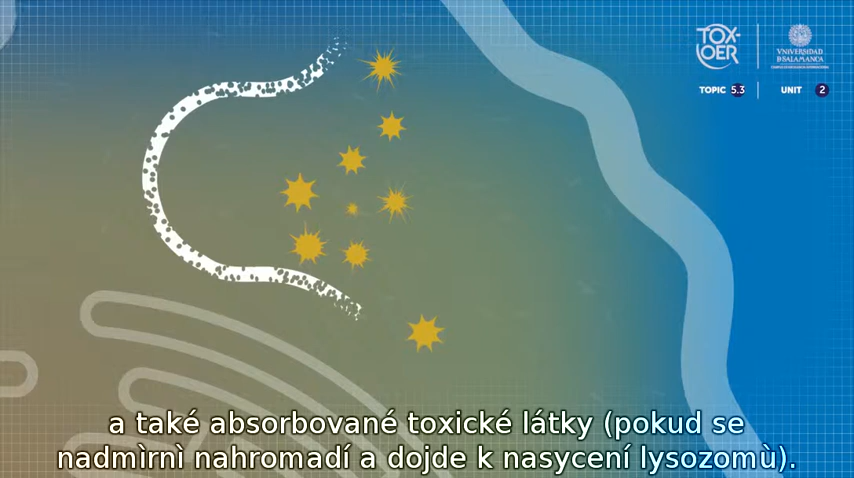 TOX-
OER
VNIVERSIDAD
D SALAMANCA
TOPIC 5.3
UNIT 2
a také absorbované toxické látky (pokud se
nadmìrnì nahromadí a dojde k nasycení lysozomù).